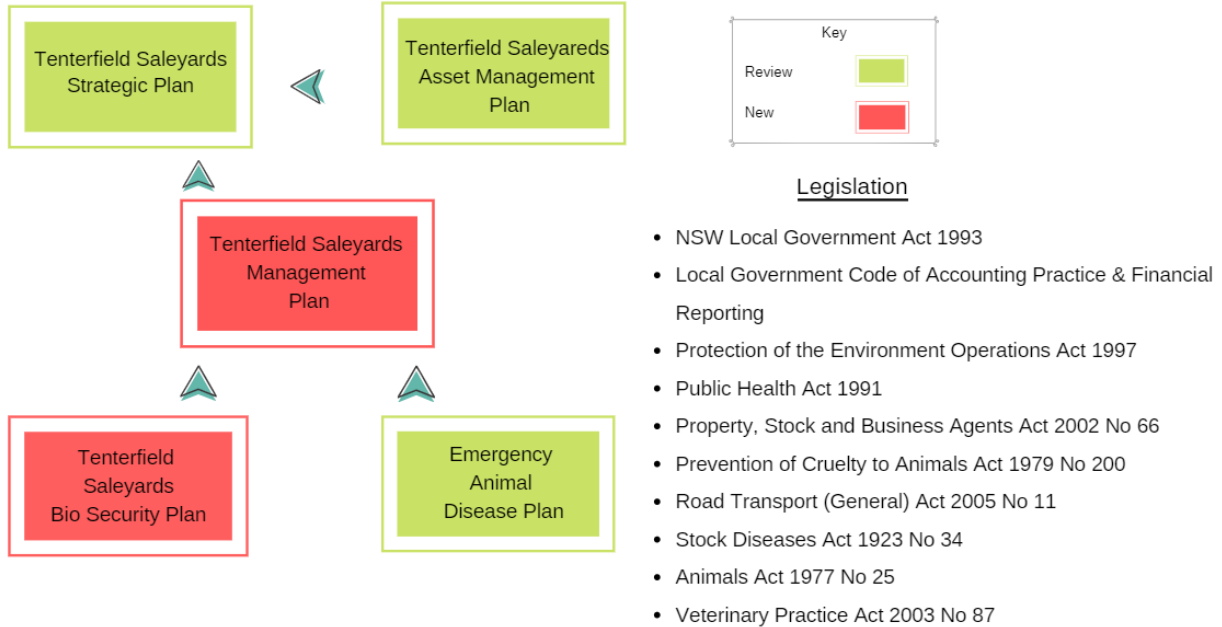 Tenterfield Saleyards
Strategic Plan
Tenterfield Saleyareds
Asset Management
Plan
Tenterfield Saleyards
Management
Plan
Tenterfield
Saleyards
Bio Security Plan
Emergency
Animal
Disease Plan
Key
Review
New
Legislation
• NSW Local Government Act 1993
• Local Government Code of Accounting Practice & Financial
Reporting
• Protection of the Environment Operations Act 1997
• Public Health Act 1991
• Property, Stock and Business Agents Act 2002 No 66
• Prevention of Cruelty to Animals Act 1979 No 200
• Road Transport (General) Act 2005 No 11
• Stock Diseases Act 1923 No 34
• Animals Act 1977 No 25
• Veterinary Practice Act 2003 No 87